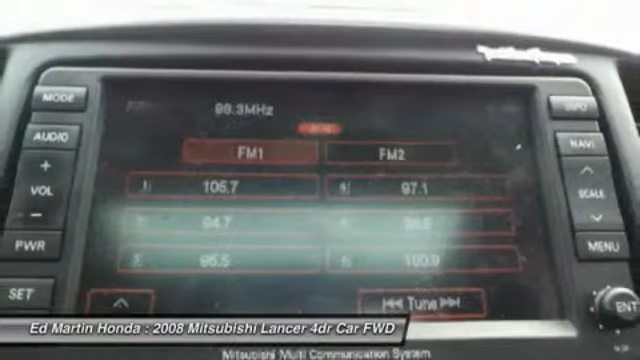 MODE
98.3MHz
INFO
AUDIO
FM1 FM2
NAVI
+
VOL
−
1 105.7 4 97.1
SCALE
94.7
PWR
95.5 100.9
MENU
SET
Tune
ENT
Ed Martin Honda : 2008 Mitsubishi Lancer 4dr Car FWD
Mitsubishi Multi Communication System